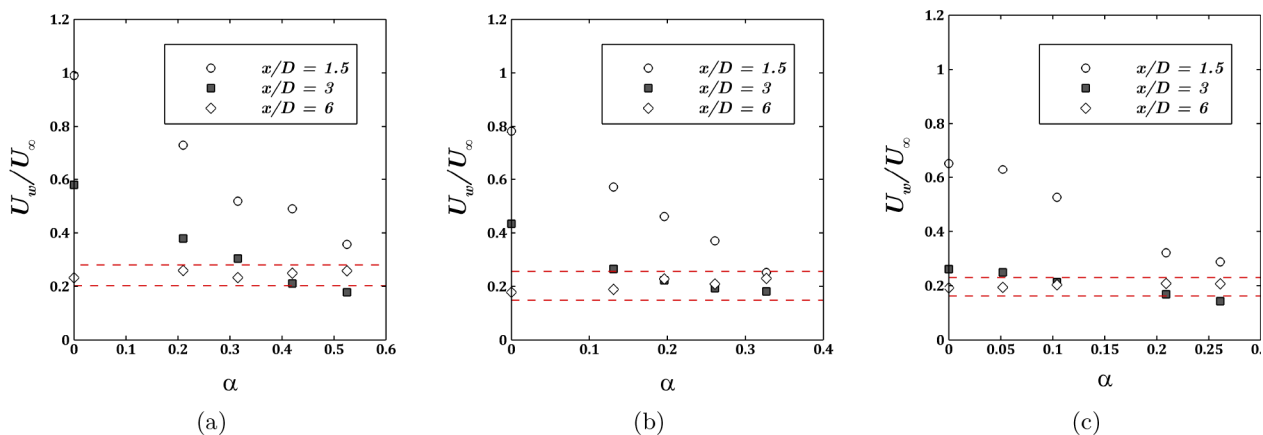 1.2
1
0.8
0.6
0.4
0.2
0
U_w/U_∞
x/D = 1.5
x/D = 3
x/D = 6
0 0.1 0.2 0.3 0.4 0.5 0.6
α
(a)
1.2
1
0.8
0.6
0.4
0.2
0
U_w/U_∞
x/D = 1.5
x/D = 3
x/D = 6
0 0.1 0.2 0.3 0.4
α
(b)
1.2
1
0.8
0.6
0.4
0.2
0
U_w/U_∞
x/D = 1.5
x/D = 3
x/D = 6
0 0.05 0.1 0.15 0.2 0.25 0.
α
(c)